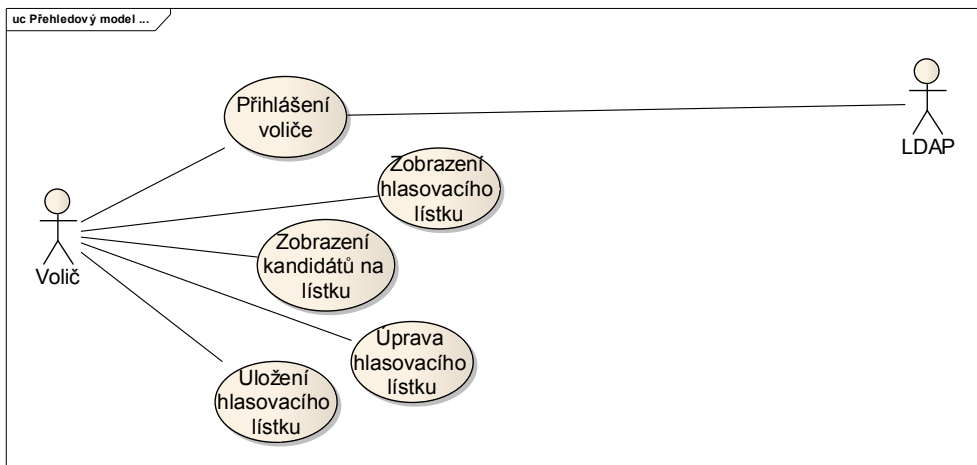 uc Přehledový model ...
Přihlášení
voliče
LDAP
Zobrazení
hlasovacího
lístku
Volič
Zobrazení
kandidátů na
lístku
Úprava
hlasovacího
lístku
Uložení
hlasovacího
lístku